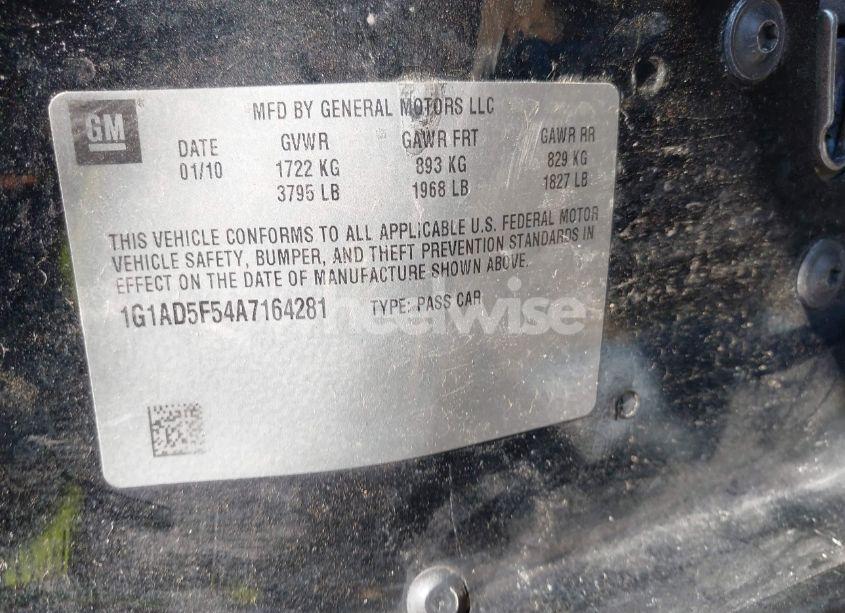 GM
MFD BY GENERAL MOTORS LLC
DATE GVWR GAWR FRT GAWR RR
01/10 1722 KG 893 KG 829 KG
3795 LB 1968 LB 1827 LB
THIS VEHICLE CONFORMS TO ALL APPLICABLE U.S. FEDERAL MOTOR
VEHICLE SAFETY, BUMPER, AND THEFT PREVENTION STANDARDS IN
EFFECT ON THE DATE OF MANUFACTURE SHOWN ABOVE.
1G1AD5F54A7164281 TYPE: PASS CAR